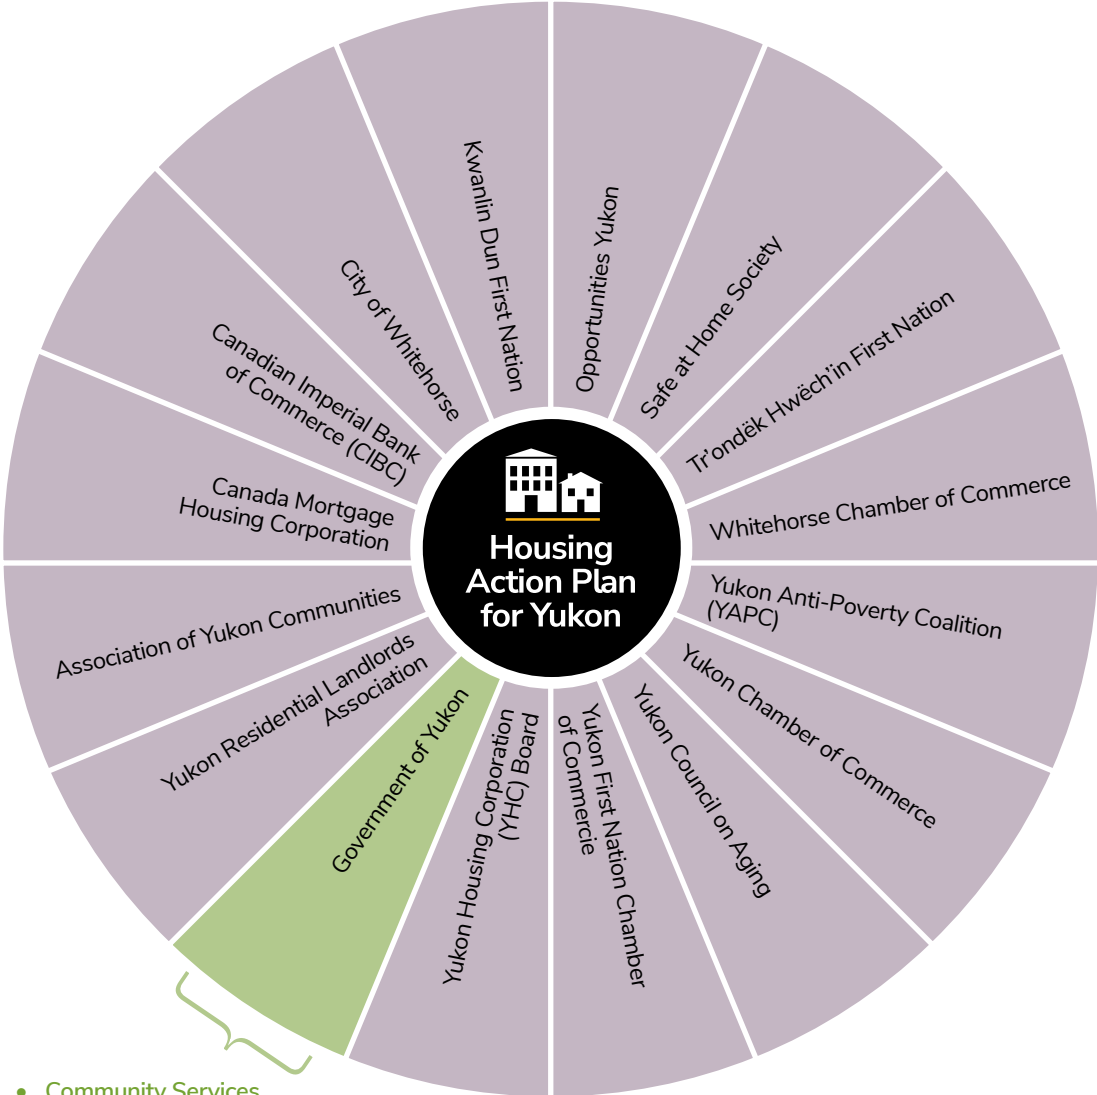 Kwanlin Dun First Nation
Opportunities Yukon
Safe at Home Society
Tr’ondëk Hwëch’in First Nation
Whitehorse Chamber of Commerce
Yukon Anti-Poverty Coalition
(YAPC)
Yukon Chamber of Commerce
Yukon Council on Aging
Yukon First Nation Chamber
of Commercie
Yukon Housing Corporation
(YHC) Board
Government of Yukon
Yukon Residential Landlords
Association
Association of Yukon Communities
Canada Mortgage
Housing Corporation
Canadian Imperial Bank
of Commerce (CIBC)
City of Whitehorse
Housing
Action Plan
for Yukon
• Community Services